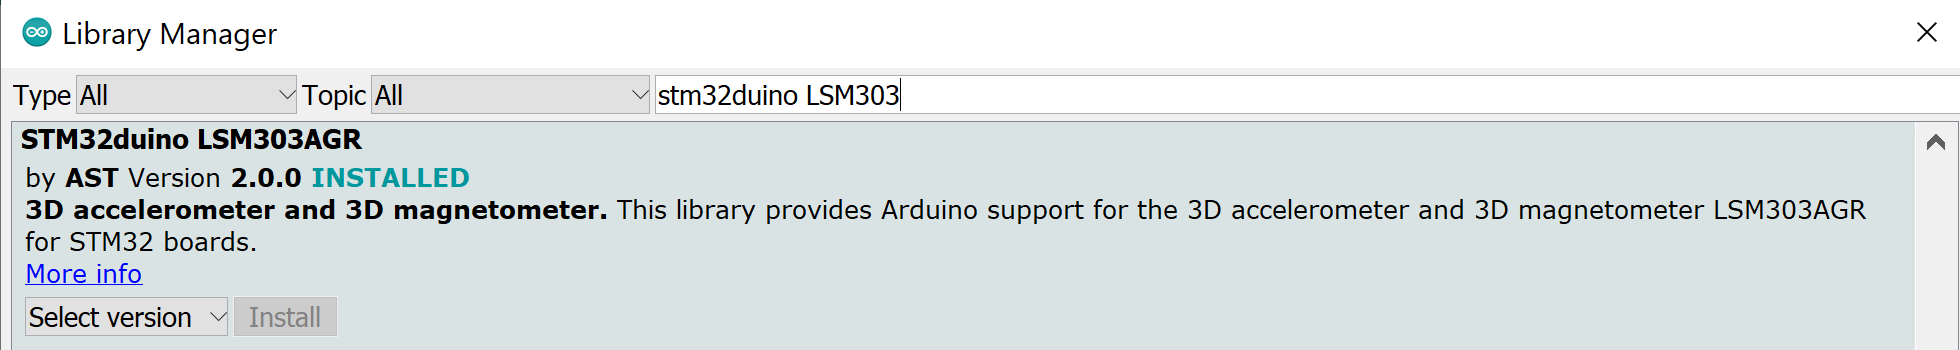 Library Manager
Type All Topic All stm32duino LSM303
STM32duino LSM303AGR
by AST Version 2.0.0 INSTALLED
3D accelerometer and 3D magnetometer. This library provides Arduino support for the 3D accelerometer and 3D magnetometer LSM303AGR
for STM32 boards.
More info
Select version Install